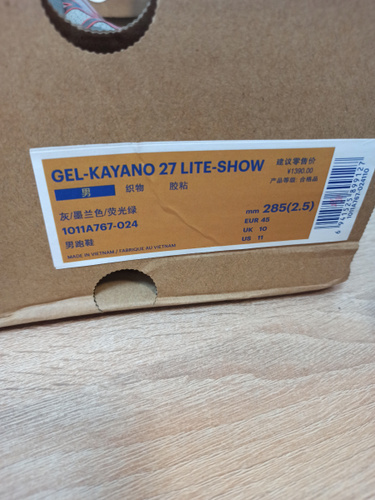 GEL-KAYANO 27 LITE-SHOW
男 织物 胶粘
灰/墨兰色/荧光绿
1011A767-024
男跑鞋
MADE IN VIETNAM / FABRIQUE AU VIETNAM
建议零售价
¥1390.00
产品等级: 合格品
mm 285(2.5)
EUR 45
UK 10
US 11